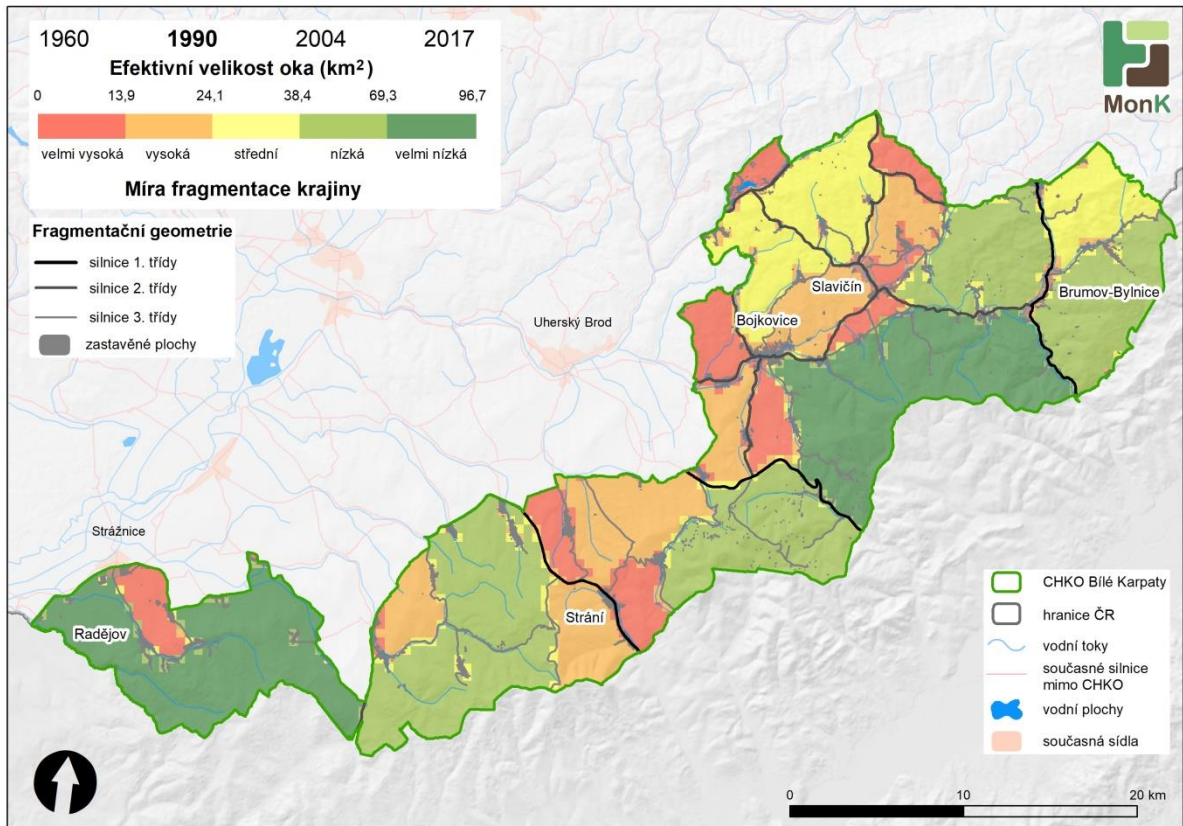 1960 1990 2004 2017
Efektivní velikost oka (km²)
0 13,9 24,1 38,4 69,3 96,7
velmi vysoká vysoká střední nízká velmi nízká
Míra fragmentace krajiny
Fragmentační geometrie
silnice 1. třídy
silnice 2. třídy
silnice 3. třídy
zastavěné plochy
MonK
Slavičín
Brumov-Bylnice
Bojkovice
Uherský Brod
Strážnice
Radějov
Strání
CHKO Bílé Karpaty
hranice ČR
vodní toky
současné silnice
mimo CHKO
vodní plochy
současná sídla
0 10 20 km